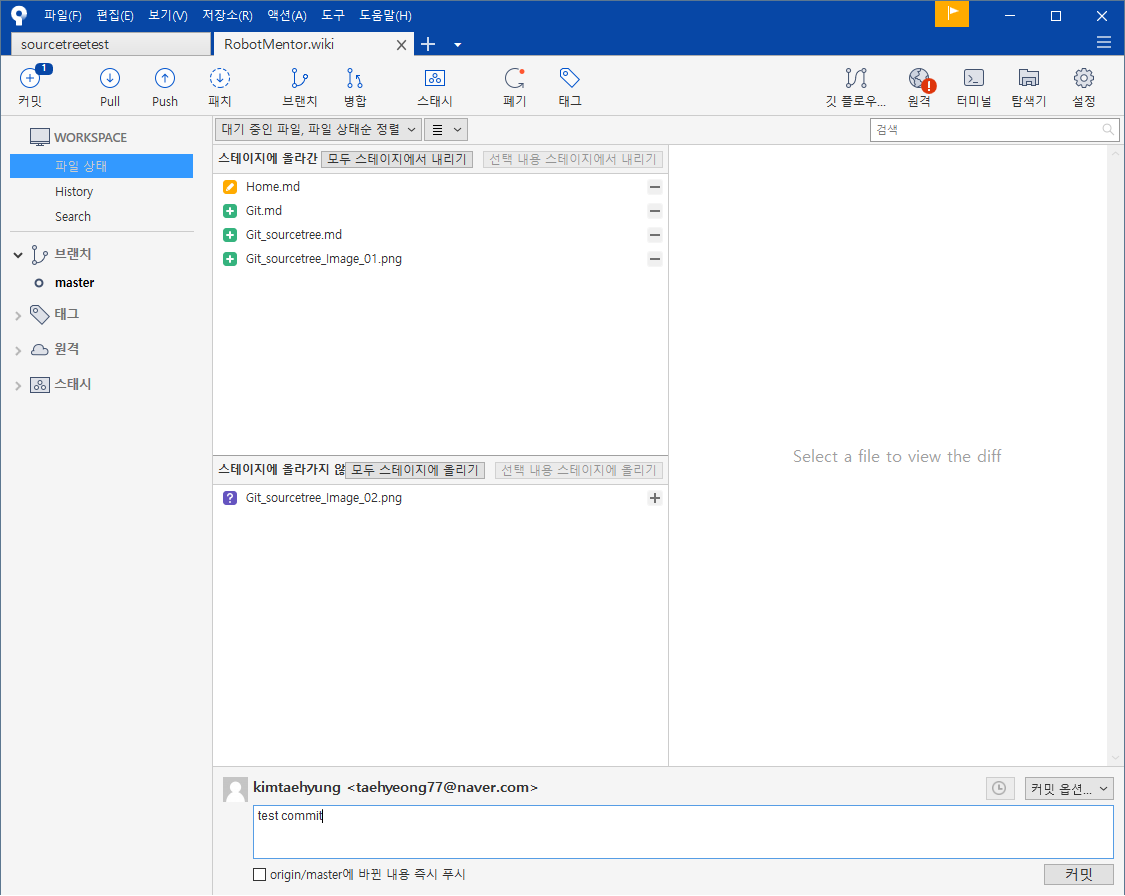 파일(F) 편집(E) 보기(V) 저장소(R) 액션(A) 도구 도움말(H)
sourcetreetest RobotMentor.wiki
1
커밋 Pull Push 패치 브랜치 병합 스태시 폐기 태그 깃 플로우... 원격 터미널 탐색기 설정
WORKSPACE
파일 상태
History
Search
브랜치
master
태그
원격
스태시
대기 중인 파일, 파일 상태순 정렬 검색
스테이지에 올라간 모두 스테이지에서 내리기 선택 내용 스테이지에서 내리기
Home.md
Git.md
Git_sourcetree.md
Git_sourcetree_Image_01.png
스테이지에 올라가지 않 모두 스테이지에 올리기 선택 내용 스테이지에 올리기
Git_sourcetree_Image_02.png
Select a file to view the diff
kimtaehyung <taehyeong77@naver.com> 커밋 옵션...
test commit
origin/master에 바뀐 내용 즉시 푸시 커밋